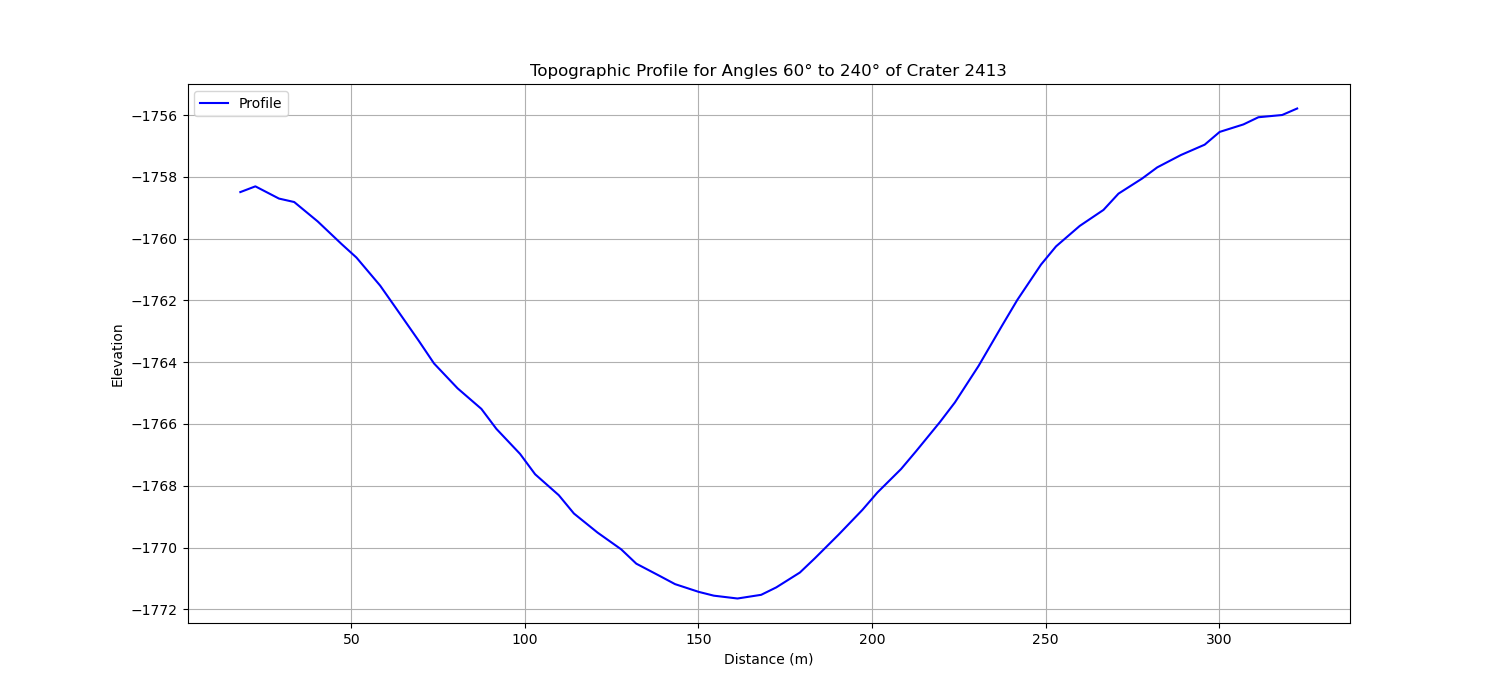 Topographic Profile for Angles 60° to 240° of Crater 2413
Profile
−1756
−1758
−1760
−1762
−1764
−1766
−1768
−1770
−1772
Elevation
50 100 150 200 250 300
Distance (m)